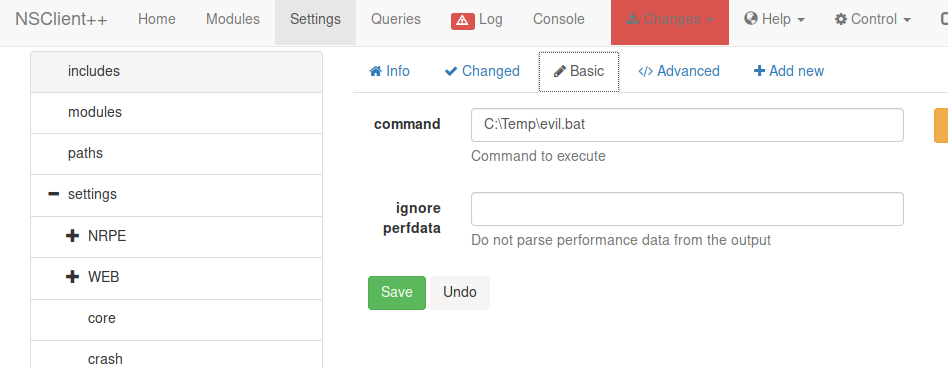 NSClient++ Home Modules Settings Queries Log Console Changes Help Control
includes
Info Changed Basic Advanced Add new
modules
paths
settings
NRPE
WEB
core
crash
command C:\Temp\evil.bat
Command to execute
ignore
perfdata
Do not parse performance data from the output
Save Undo